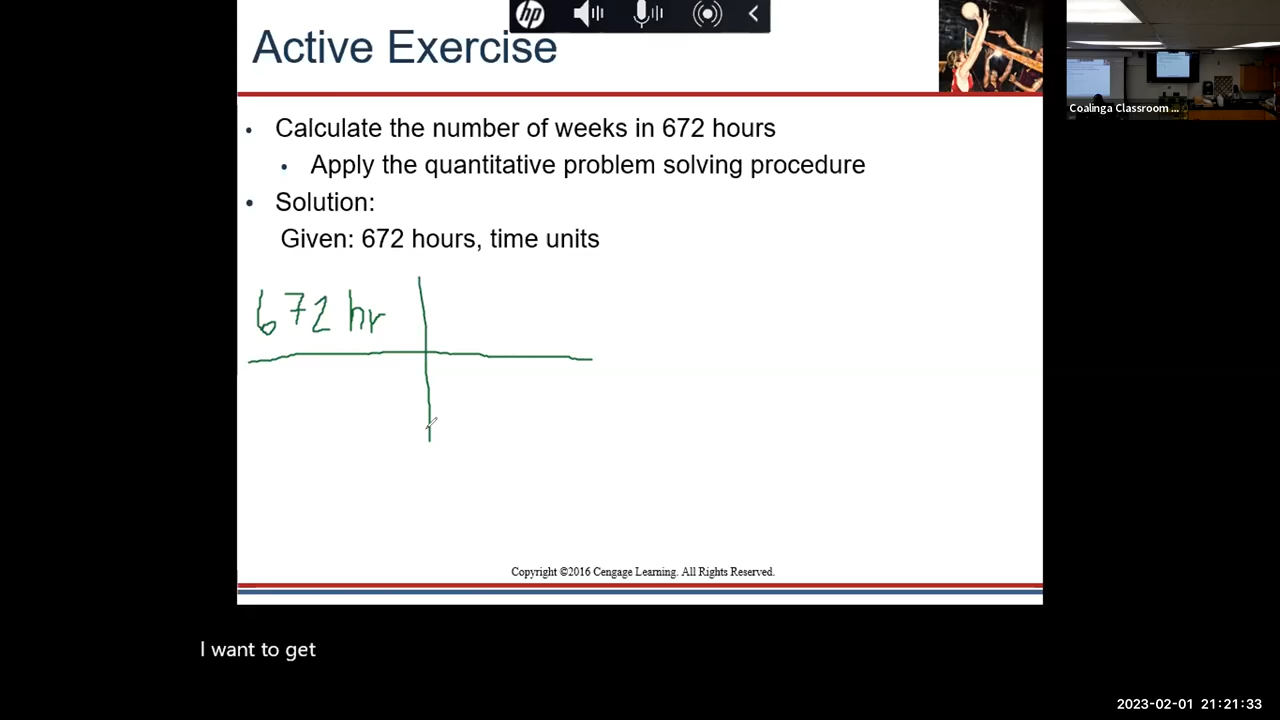 hp
Active Exercise
Coalinga Classroom ...
• Calculate the number of weeks in 672 hours
• Apply the quantitative problem solving procedure
• Solution:
Given: 672 hours, time units
672 hr
Copyright ©2016 Cengage Learning. All Rights Reserved.
I want to get
2023-02-01 21:21:33